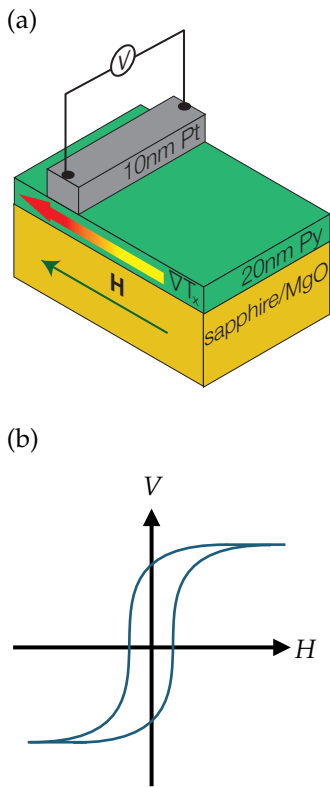 (a)
V
10nm Pt
20nm Py
∇Tₓ
H
sapphire/MgO
(b)
V
H